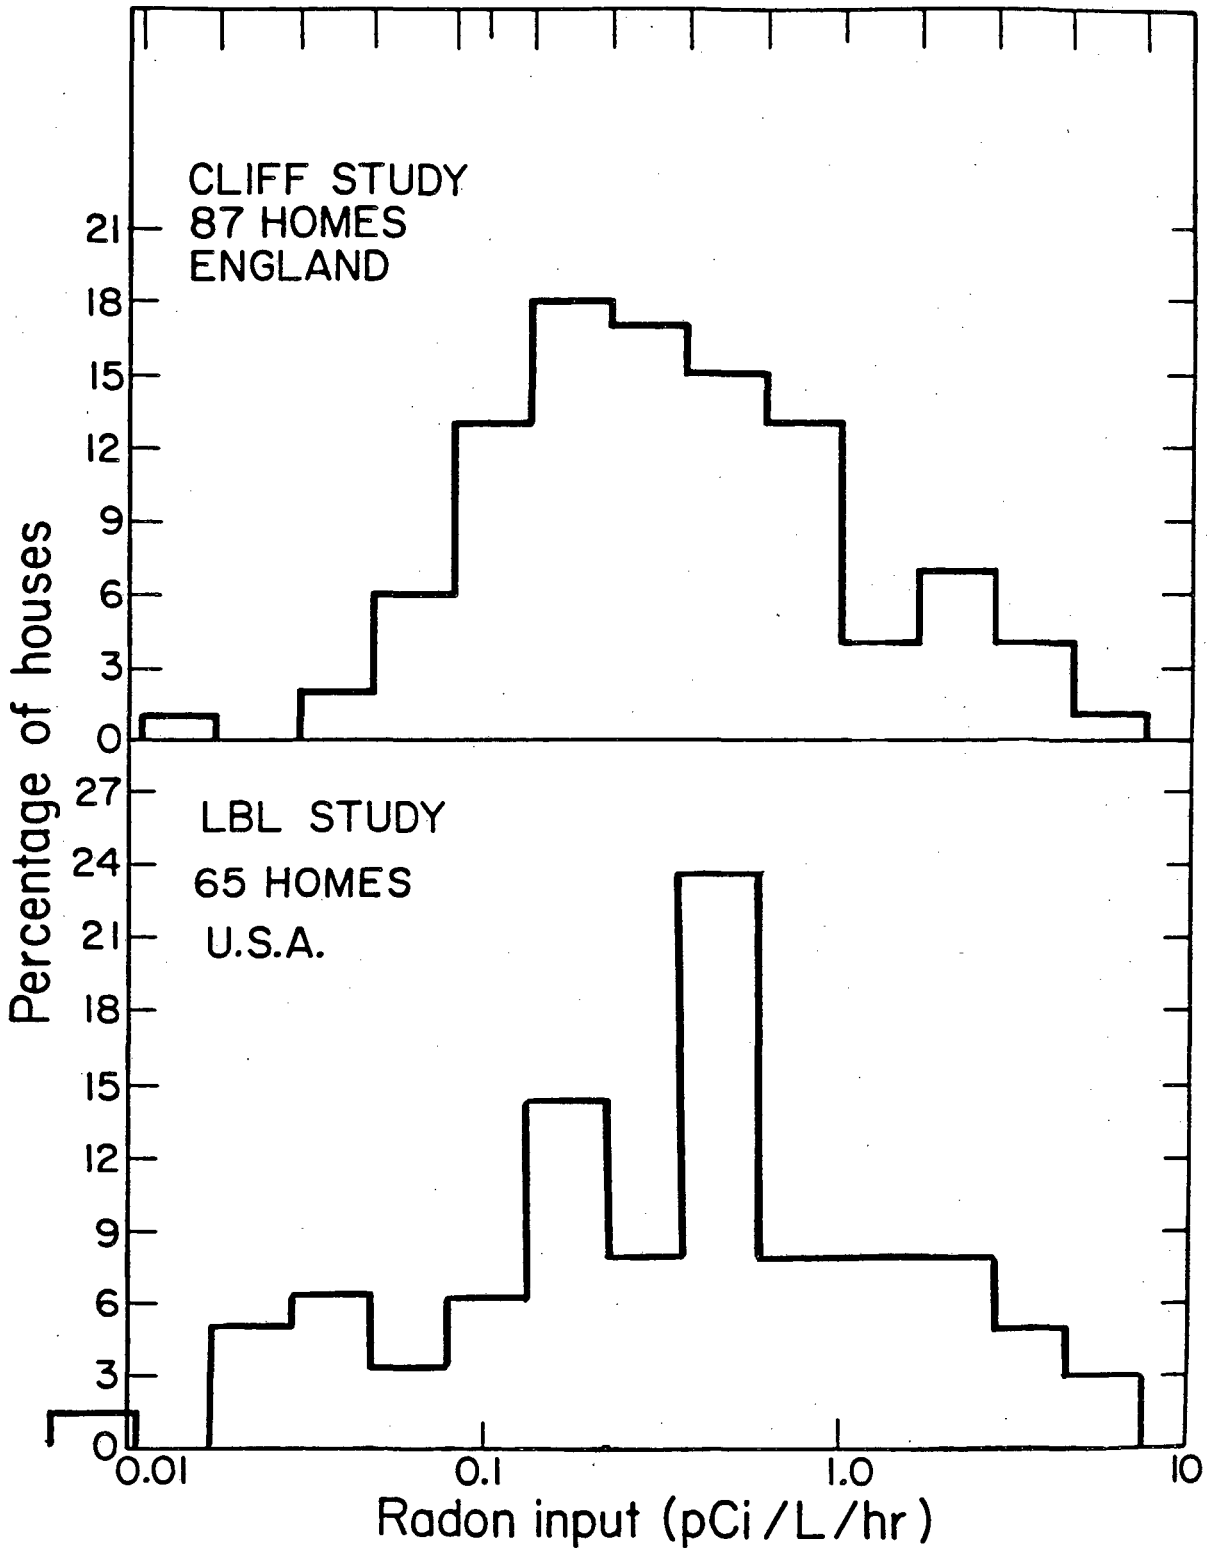 CLIFF STUDY
87 HOMES
ENGLAND
21
18
15
12
9
6
3
0
Percentage of houses
27
LBL STUDY
24
65 HOMES
21
U.S.A.
18
15
12
9
6
3
0
0.01 0.1 1.0 10
Radon input (pCi/L/hr)